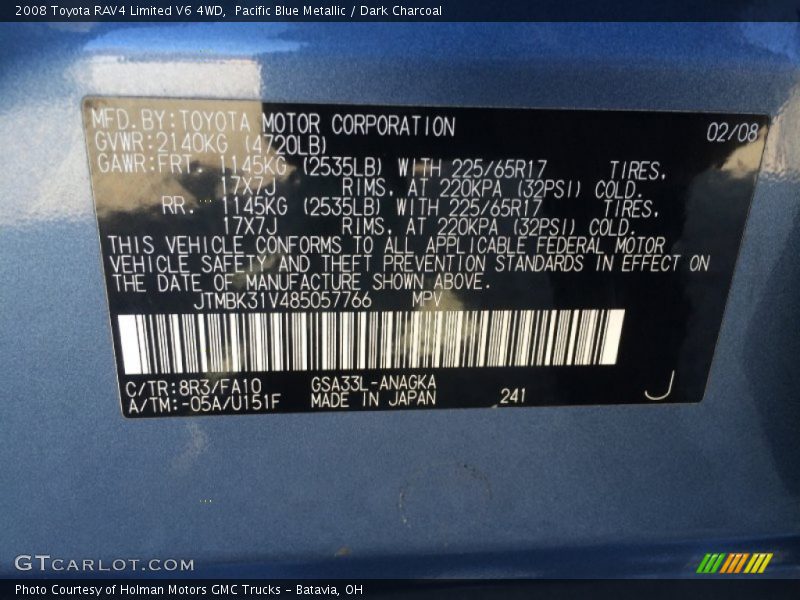 2008 Toyota RAV4 Limited V6 4WD, Pacific Blue Metallic / Dark Charcoal
MFD.BY:TOYOTA MOTOR CORPORATION 02/08
GVWR:2140KG (4720LB)
GAWR:FRT. 1145KG (2535LB) WITH 225/65R17 TIRES.
17X7J RIMS. AT 220KPA (32PSI) COLD.
RR. 1145KG (2535LB) WITH 225/65R17 TIRES.
17X7J RIMS. AT 220KPA (32PSI) COLD.
THIS VEHICLE CONFORMS TO ALL APPLICABLE FEDERAL MOTOR
VEHICLE SAFETY AND THEFT PREVENTION STANDARDS IN EFFECT ON
THE DATE OF MANUFACTURE SHOWN ABOVE.
JTMBK31V485057766 MPV
C/TR:8R3/FA10 GSA33L-ANAGKA
A/TM:-05A/U151F MADE IN JAPAN 241 J
GTCARLOT.COM
Photo Courtesy of Holman Motors GMC Trucks - Batavia, OH